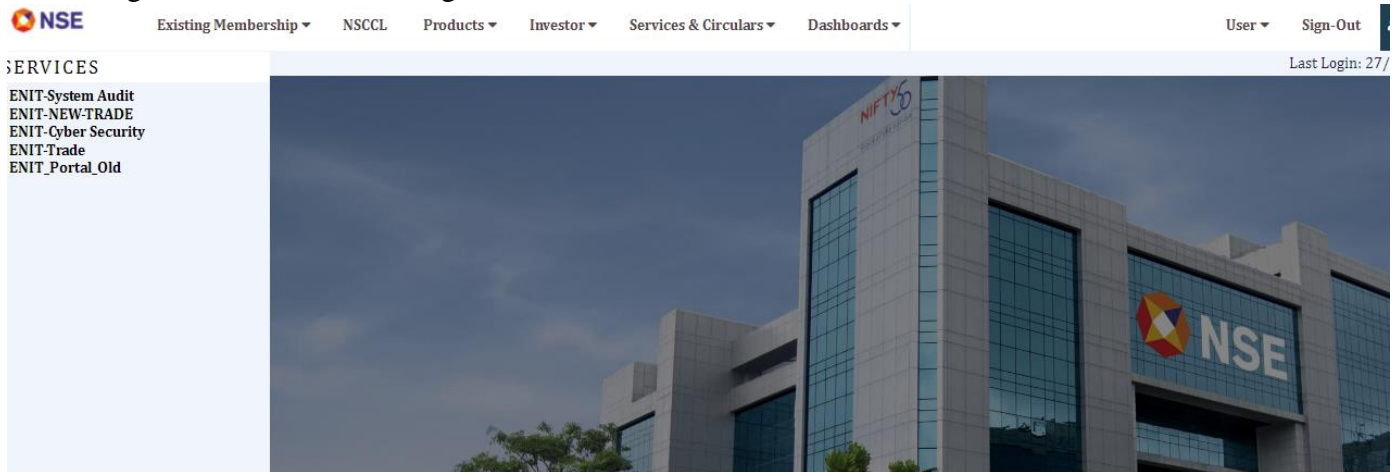 NSE
Existing Membership NSCCL Products Investor Services & Circulars Dashboards User Sign-Out
SERVICES
Last Login: 27/
ENIT-System Audit
ENIT-NEW-TRADE
ENIT-Cyber Security
ENIT-Trade
ENIT_Portal_Old
NIFTY50
NSE